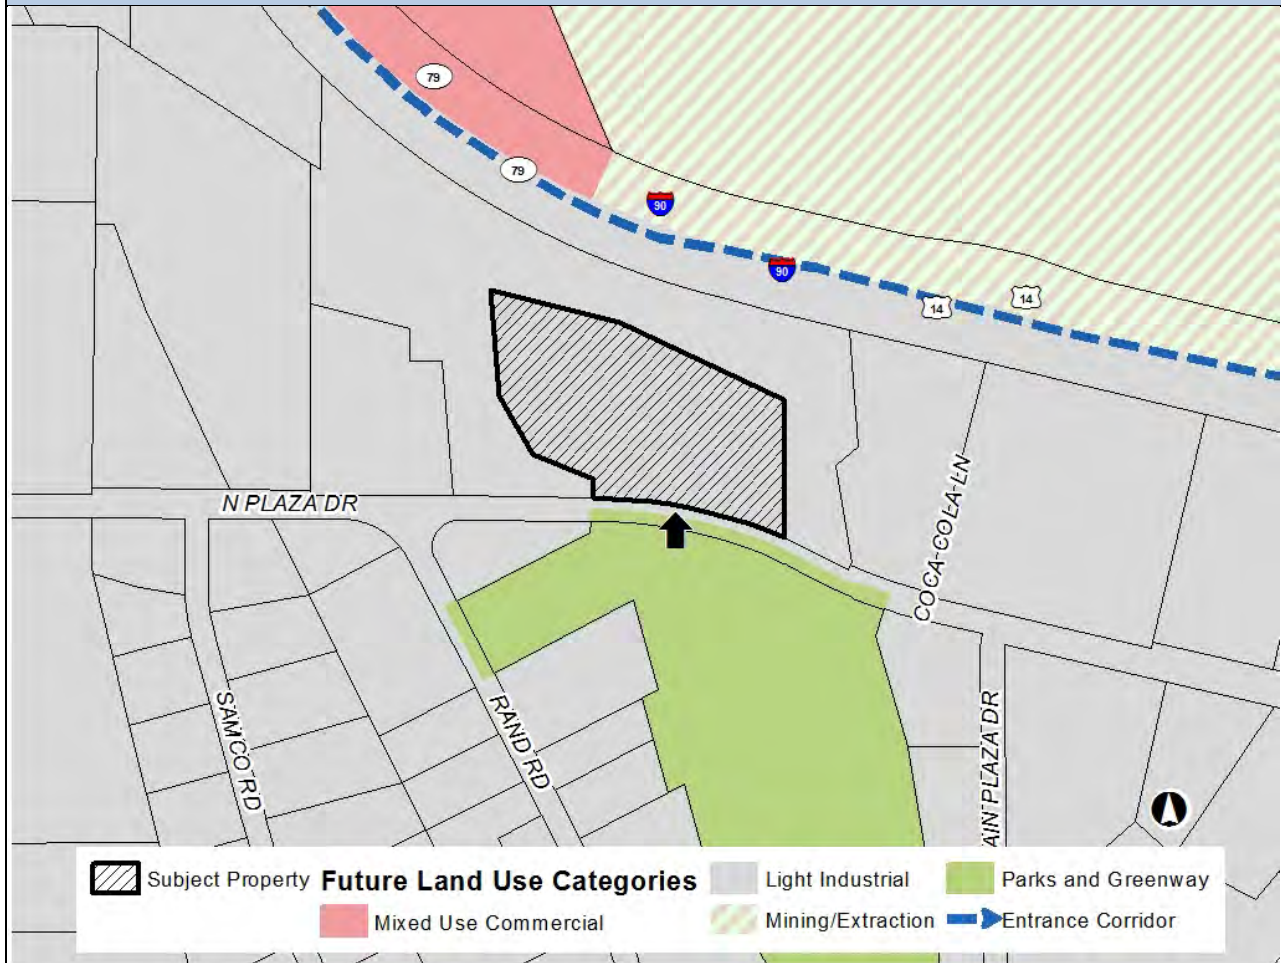 79
79
90
90
14
14
N PLAZA DR
COCA-COLA-LN
SAMCO RD
RAND RD
AIN PLAZA DR
Subject Property
Future Land Use Categories
Light Industrial
Parks and Greenway
Mixed Use Commercial
Mining/Extraction
Entrance Corridor